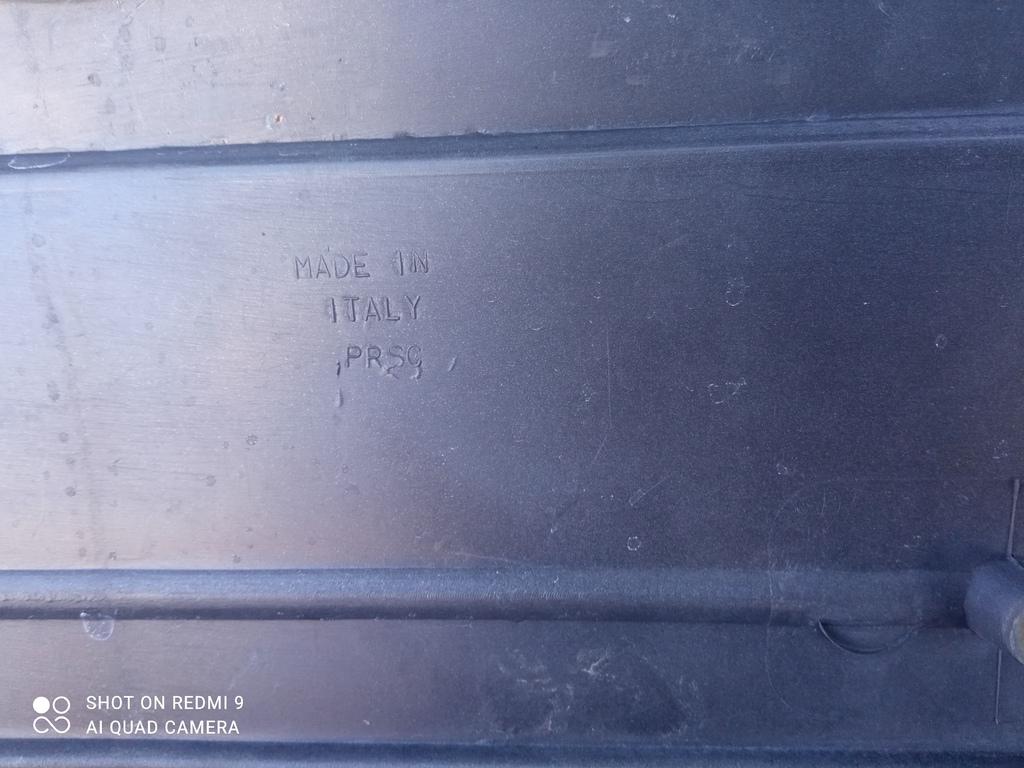 MADE IN
ITALY
PRSC
SHOT ON REDMI 9
AI QUAD CAMERA